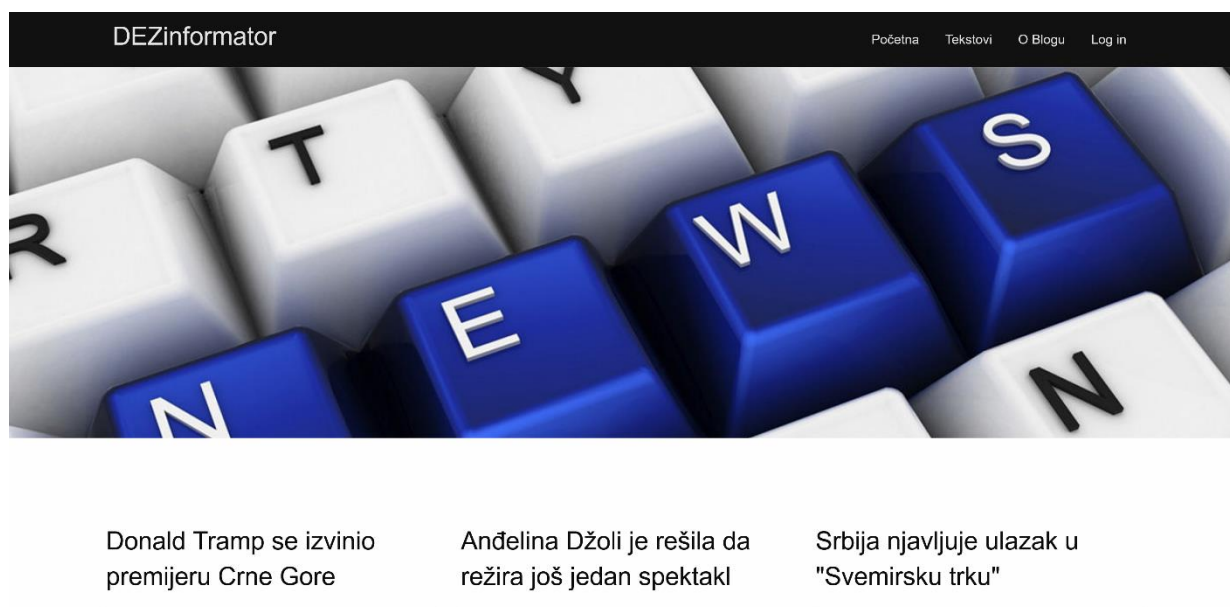 DEZinformator
Početna Tekstovi O Blogu Log in
T Y S
R W
E
N N
Donald Tramp se izvinio
premijeru Crne Gore
Anđelina Džoli je rešila da
režira još jedan spektakl
Srbija njavljuje ulazak u
"Svemirsku trku"